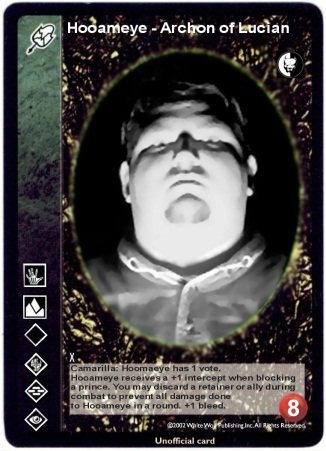 Hooameye - Archon of Lucian
X
Camarilla: Hoomaeye has 1 vote.
Hooameye receives a +1 intercept when blocking
a prince. You may discard a retainer or ally during
combat to prevent all damage done
to Hooameye in a round. +1 bleed.
8
©2002 White Wolf Publishing, Inc. All Rights Reserved.
Unofficial card